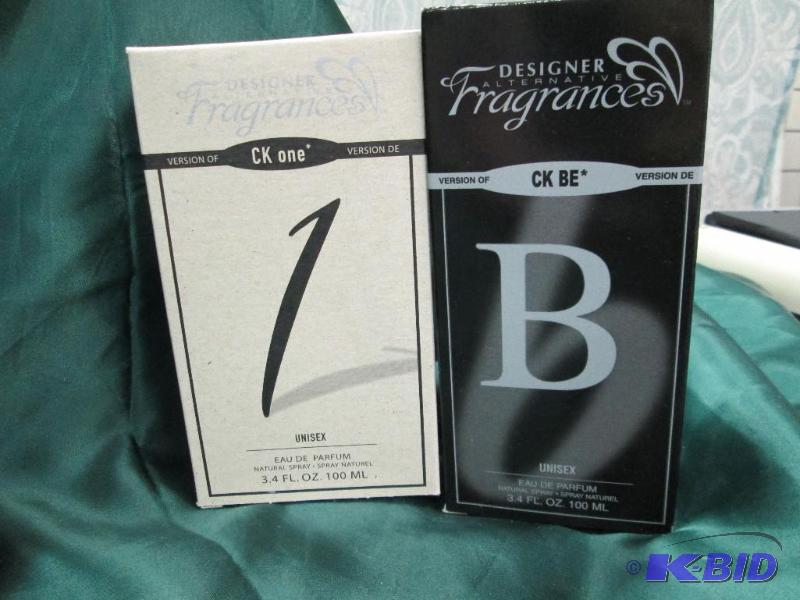 DESIGNER
ALTERNATIVE
Fragrances
VERSION OF CK one* VERSION DE
1
UNISEX
EAU DE PARFUM
NATURAL SPRAY • SPRAY NATUREL
3.4 FL. OZ. 100 ML
DESIGNER
ALTERNATIVE
Fragrances™
VERSION OF CK BE* VERSION DE
B
UNISEX
EAU DE PARFUM
NATURAL SPRAY • SPRAY NATUREL
3.4 FL. OZ. 100 ML
© K-BID